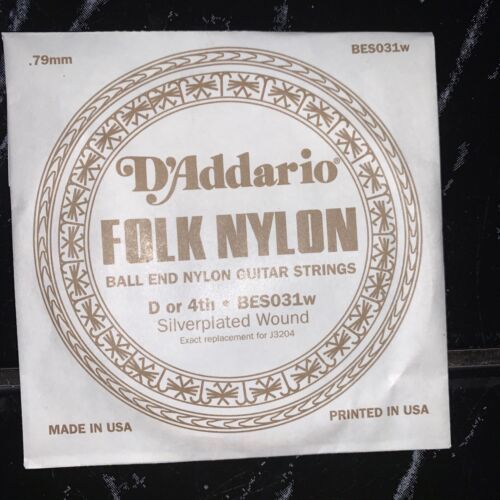 .79mm BES031w
D'Addario®
FOLK NYLON
BALL END NYLON GUITAR STRINGS
D or 4th • BES031w
Silverplated Wound
Exact replacement for J3204
MADE IN USA PRINTED IN USA